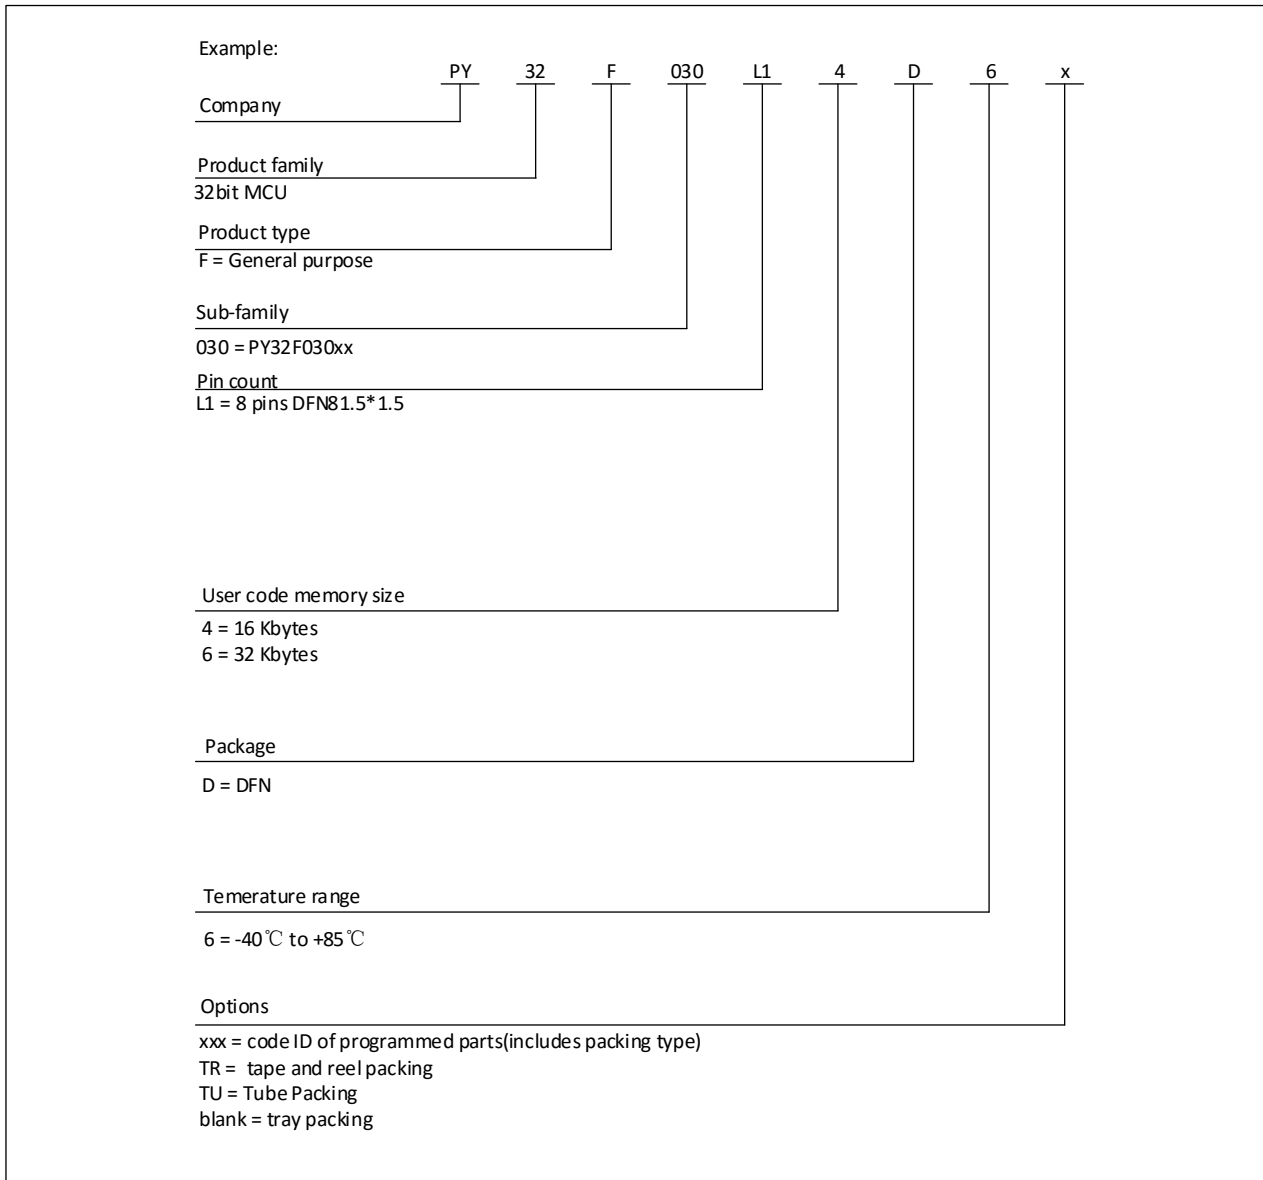 Example:
PY 32 F 030 L1 4 D 6 x
Company
Product family
32bit MCU
Product type
F = General purpose
Sub-family
030 = PY32F030xx
Pin count
L1 = 8 pins DFN81.5*1.5
User code memory size
4 = 16 Kbytes
6 = 32 Kbytes
Package
D = DFN
Temerature range
6 = -40℃ to +85℃
Options
xxx = code ID of programmed parts(includes packing type)
TR = tape and reel packing
TU = Tube Packing
blank = tray packing